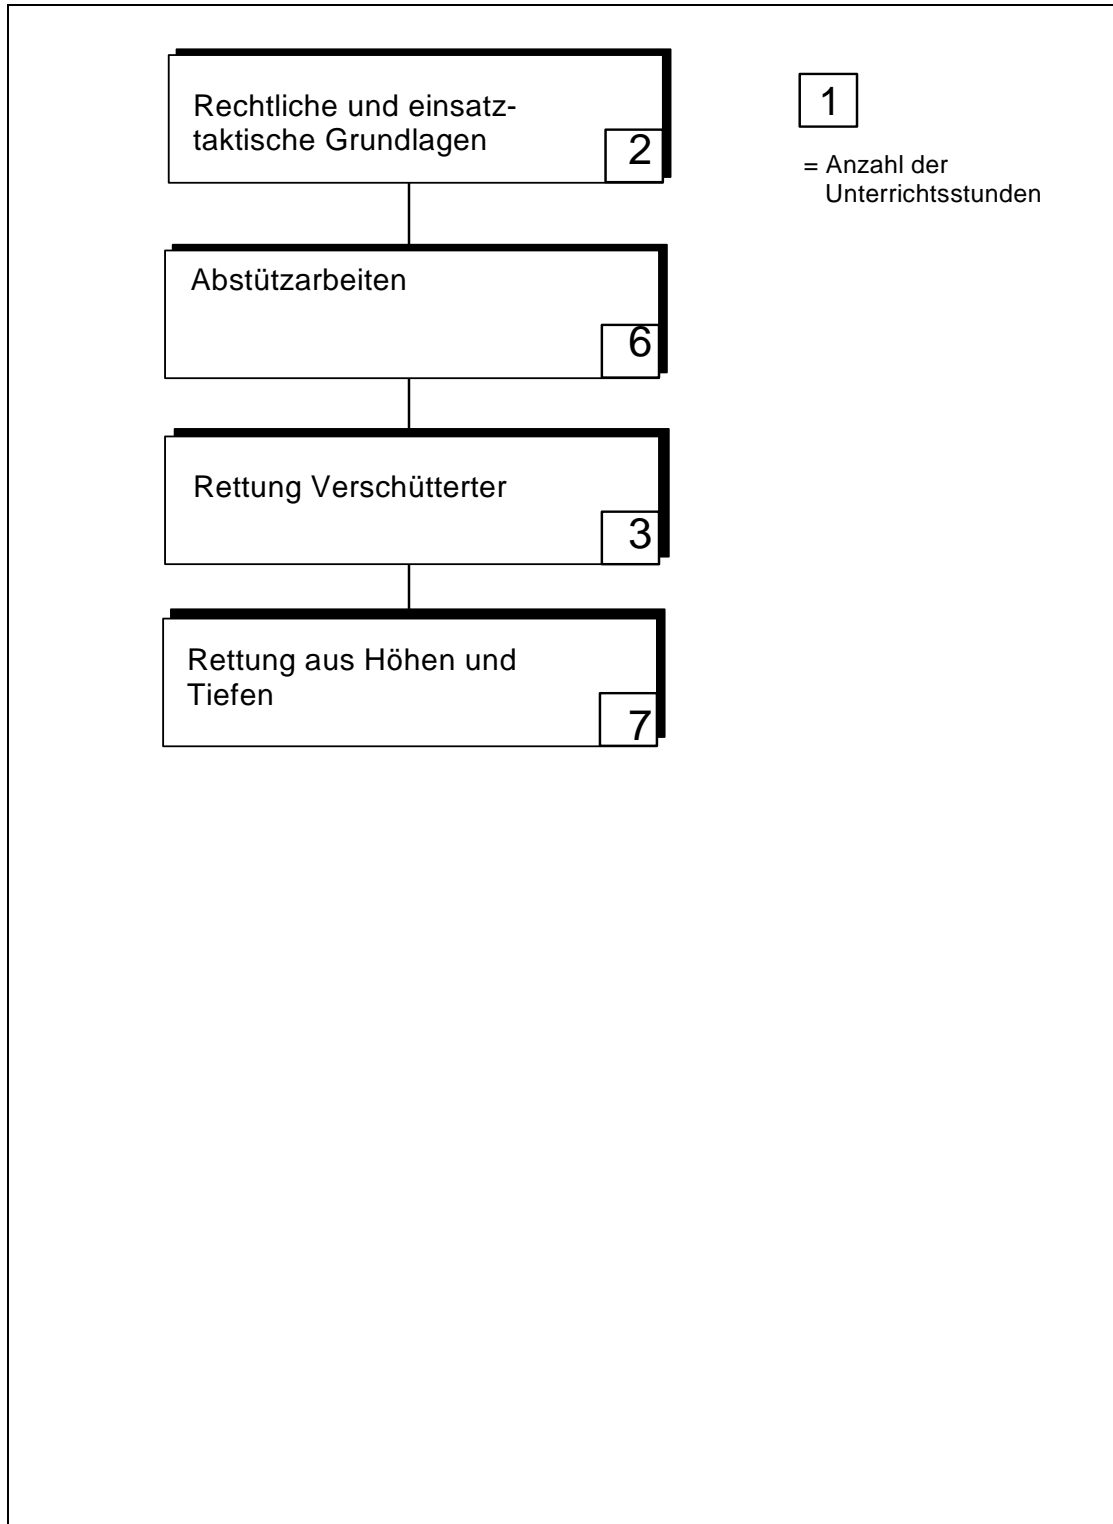 Rechtliche und einsatz-
taktische Grundlagen
2
1
= Anzahl der
Unterrichtsstunden
Abstützarbeiten
6
Rettung Verschütterter
3
Rettung aus Höhen und
Tiefen
7